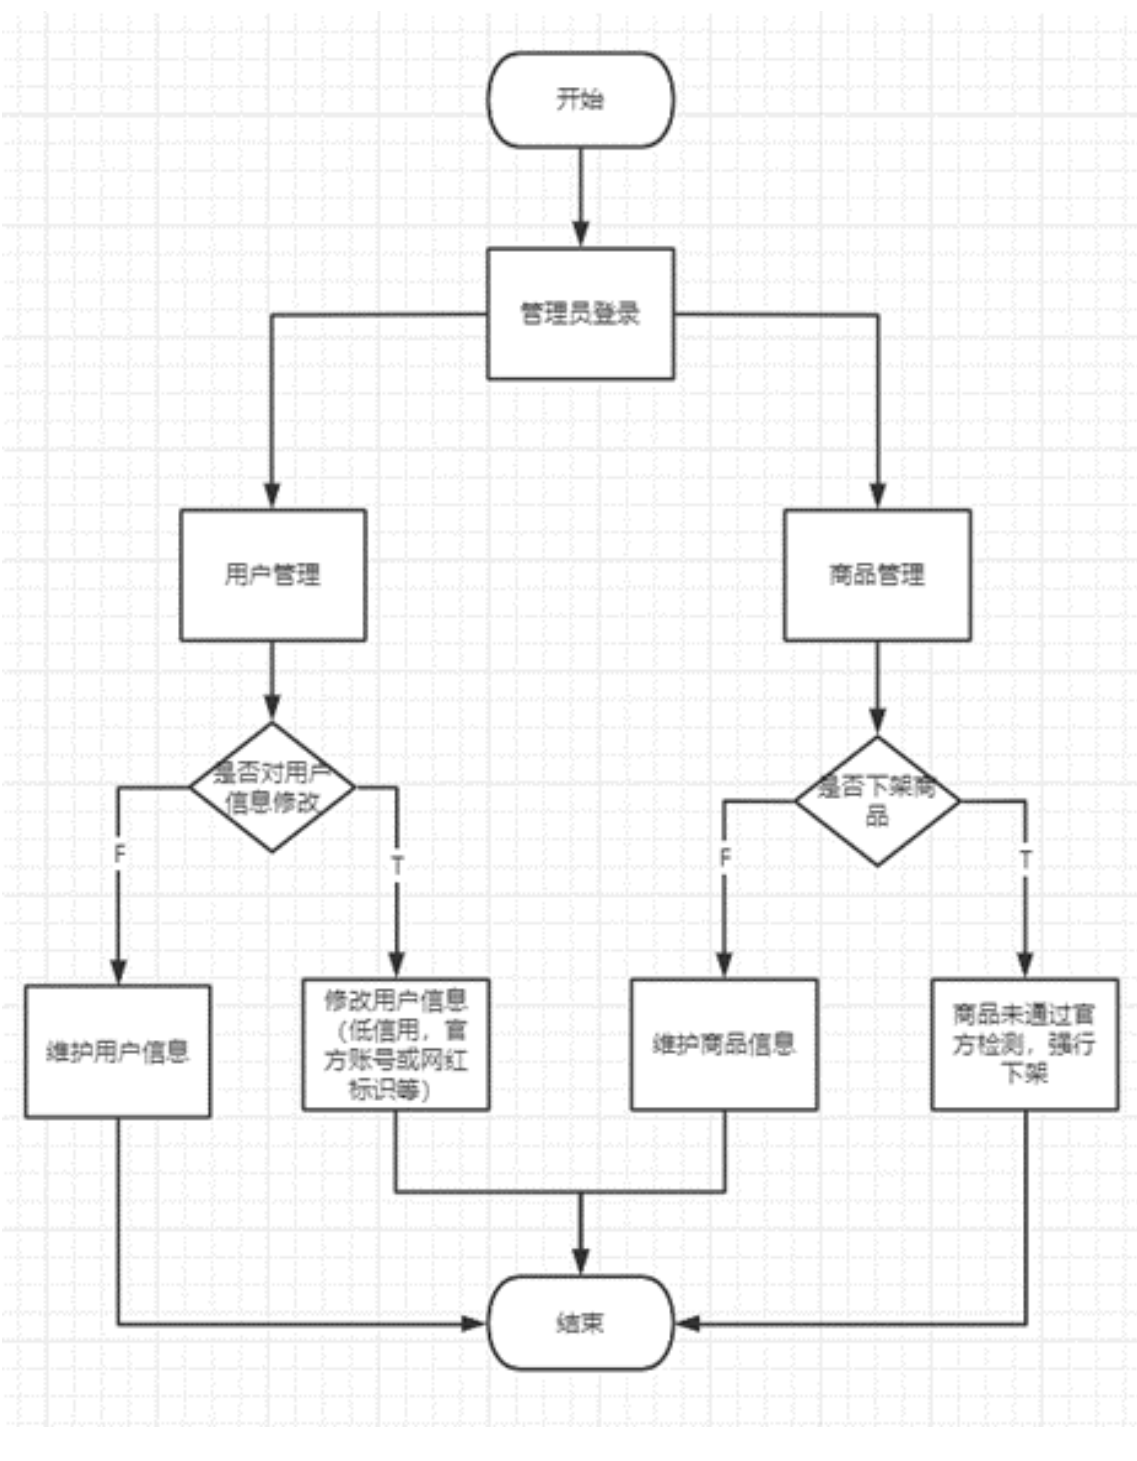 开始
管理员登录
用户管理
商品管理
是否对用户
信息修改
是否下架商
品
F
T
F
T
维护用户信息
修改用户信息
（低信用，官
方账号或网红
标识等）
维护商品信息
商品未通过官
方检测，强行
下架
结束